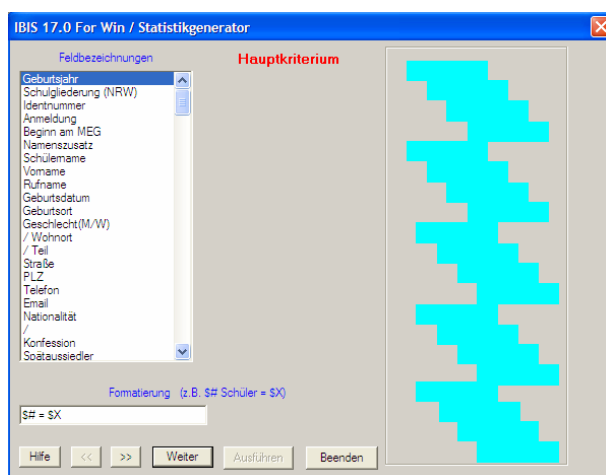 IBIS 17.0 For Win / Statistikgenerator
Feldbezeichnungen
Hauptkriterium
Geburtsjahr
Schulgliederung (NRW)
Identnummer
Anmeldung
Beginn am MEG
Namenszusatz
Schülername
Vorname
Rufname
Geburtsdatum
Geburtsort
Geschlecht(M/W)
/ Wohnort
/ Teil
Straße
PLZ
Telefon
Email
Nationalität
/
Konfession
Spätaussiedler
Formatierung (z.B. $# Schüler = $X)
$# = $X
Hilfe << >> Weiter Ausführen Beenden